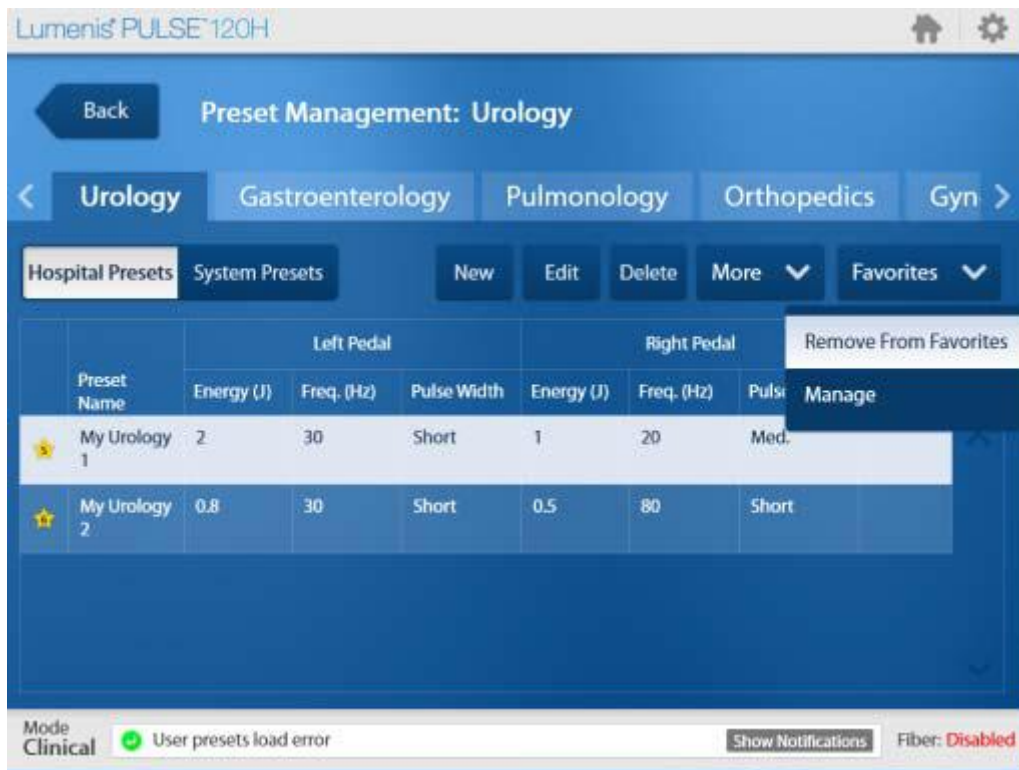 Lumenis® PULSE™ 120H
Back
Preset Management: Urology
Urology Gastroenterology Pulmonology Orthopedics Gyn
Hospital Presets System Presets New Edit Delete More Favorites
Remove From Favorites
Manage
Left Pedal Right Pedal
Preset Name Energy (J) Freq. (Hz) Pulse Width Energy (J) Freq. (Hz)
My Urology 1 2 30 Short 1 20 Med.
My Urology 2 0.8 30 Short 0.5 80 Short
Mode
Clinical User presets load error Show Notifications Fiber: Disabled